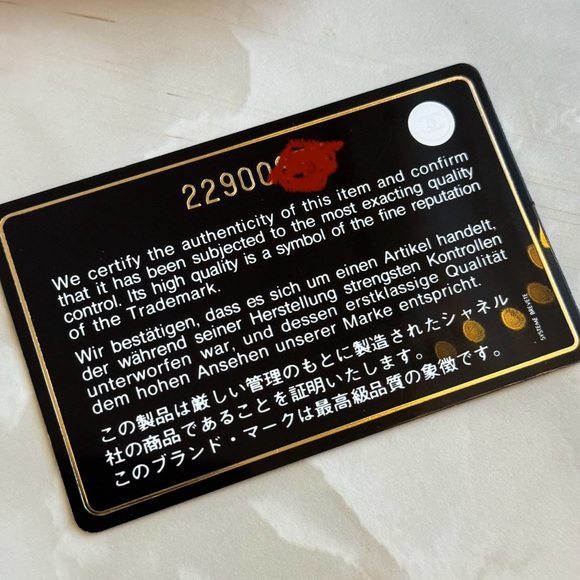 22900
We certify the authenticity of this item and confirm
that it has been subjected to the most exacting quality
control. Its high quality is a symbol of the fine reputation
of the Trademark.
Wir bestätigen, dass es sich um einen Artikel handelt,
der während seiner Herstellung strengsten Kontrollen
unterworfen war, und dessen erstklassige Qualität
dem hohen Ansehen unserer Marke entspricht.
この製品は厳しい管理のもとに製造されたシャネル
社の商品であることを証明いたします。
このブランド・マークは最高級品質の象徴です。
SYSTEME BREVETE